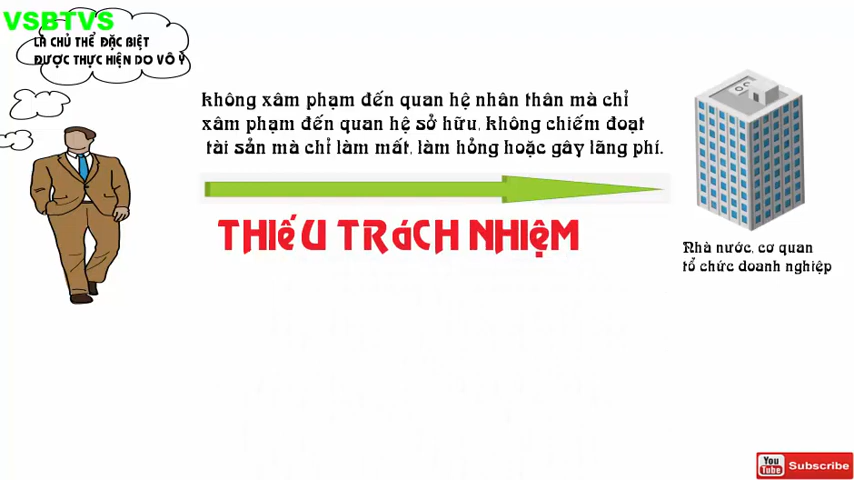 VSBTVS
LÀ CHỦ THỂ ĐẶC BIỆT
ĐƯỢC THỰC HIỆN DO VÔ Ý
không xâm phạm đến quan hệ nhân thân mà chỉ
xâm phạm đến quan hệ sở hữu, không chiếm đoạt
tài sản mà chỉ làm mất, làm hỏng hoặc gây lãng phí.
THIẾU TRÁCH NHIỆM
Nhà nước, cơ quan
tổ chức doanh nghiệp
You Tube Subscribe